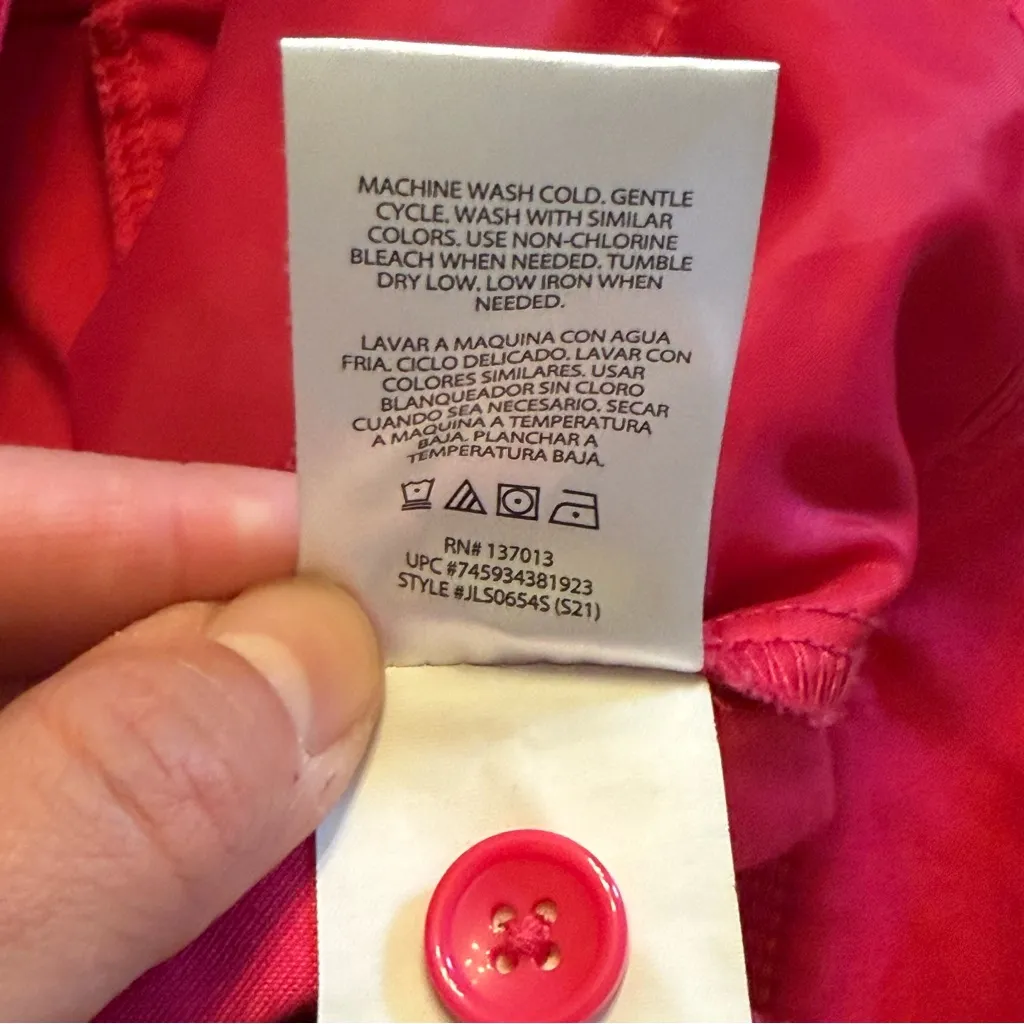 MACHINE WASH COLD. GENTLE
CYCLE. WASH WITH SIMILAR
COLORS. USE NON-CHLORINE
BLEACH WHEN NEEDED. TUMBLE
DRY LOW. LOW IRON WHEN
NEEDED.
LAVAR A MAQUINA CON AGUA
FRIA. CICLO DELICADO. LAVAR CON
COLORES SIMILARES. USAR
BLANQUEADOR SIN CLORO
CUANDO SEA NECESARIO. SECAR
A MAQUINA A TEMPERATURA
BAJA. PLANCHAR A
TEMPERATURA BAJA.
RN# 137013
UPC #745934381923
STYLE #JLS0654S (S21)